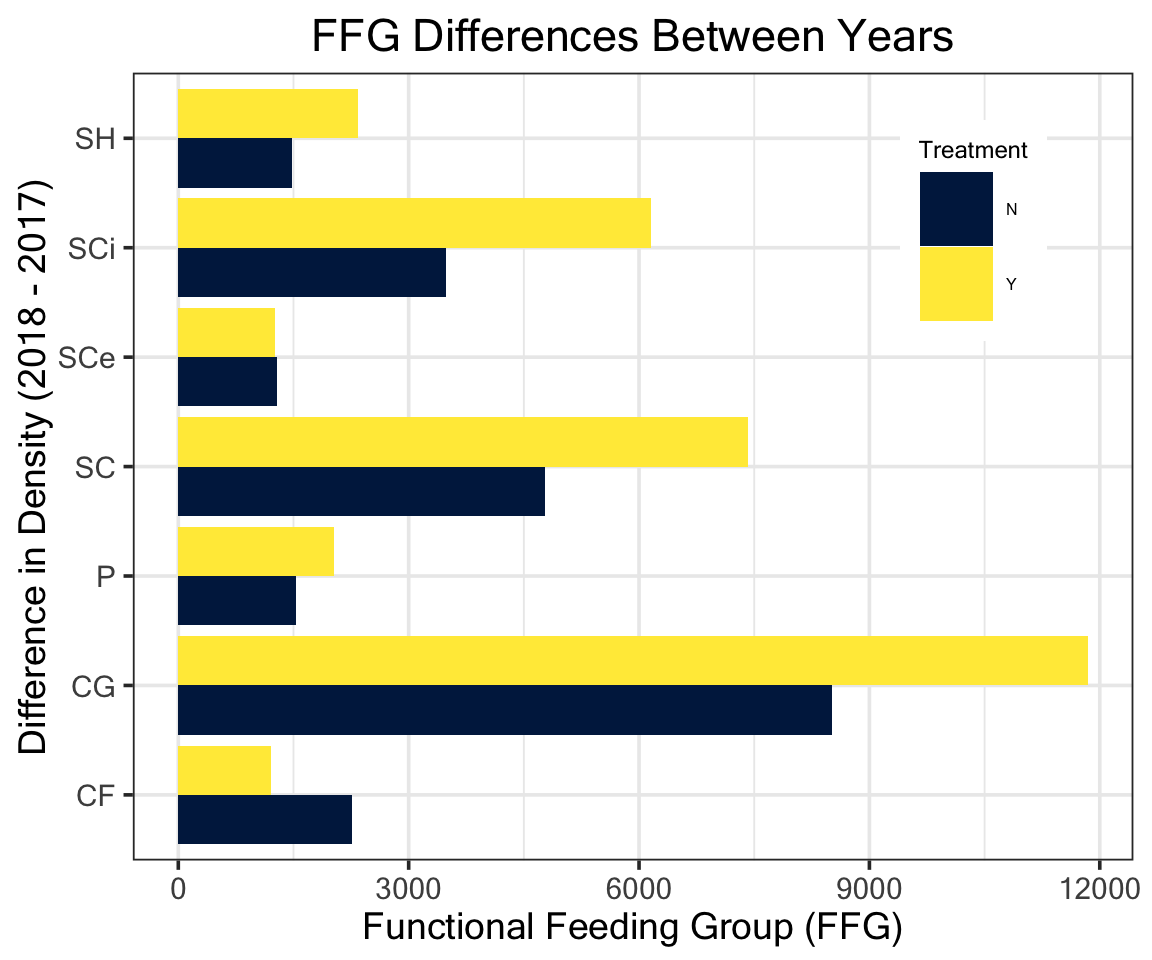 FFG Differences Between Years
Difference in Density (2018 - 2017)
SH
SCi
SCe
SC
P
CG
CF
Treatment
N
Y
0 3000 6000 9000 12000
Functional Feeding Group (FFG)